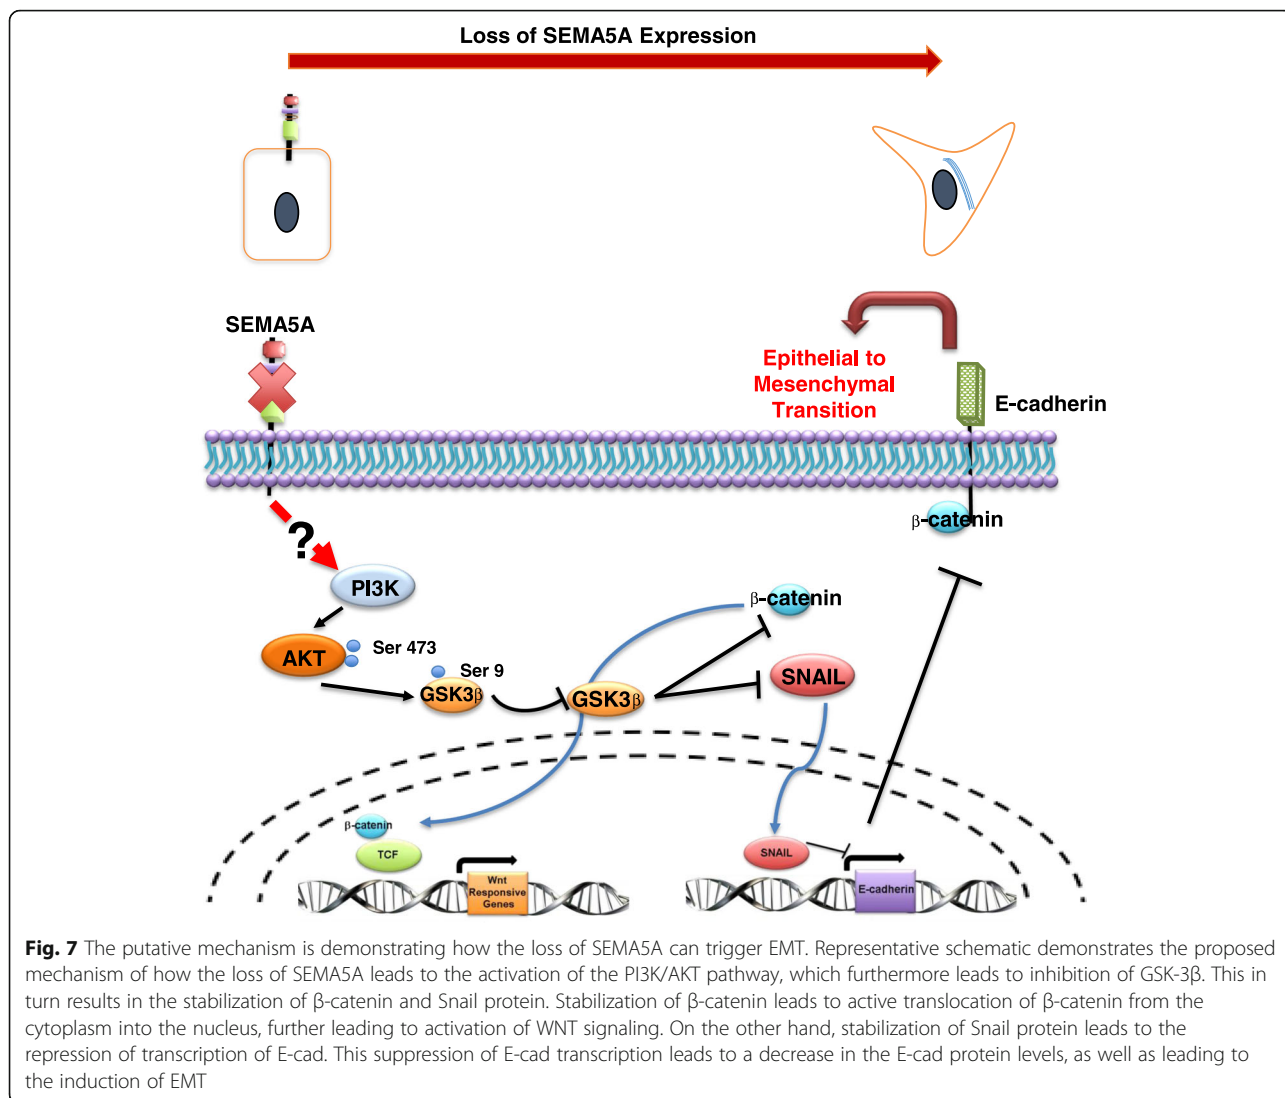 Loss of SEMA5A Expression
SEMA5A
Epithelial to
Mesenchymal
Transition
E-cadherin
β-catenin
?
PI3K
β-catenin
AKT
Ser 473
Ser 9
GSK3β
GSK3β
SNAIL
β-catenin
TCF
Wnt
Responsive
Genes
SNAIL
E-cadherin
Fig. 7 The putative mechanism is demonstrating how the loss of SEMA5A can trigger EMT. Representative schematic demonstrates the proposed
mechanism of how the loss of SEMA5A leads to the activation of the PI3K/AKT pathway, which furthermore leads to inhibition of GSK-3β. This in
turn results in the stabilization of β-catenin and Snail protein. Stabilization of β-catenin leads to active translocation of β-catenin from the
cytoplasm into the nucleus, further leading to activation of WNT signaling. On the other hand, stabilization of Snail protein leads to the
repression of transcription of E-cad. This suppression of E-cad transcription leads to a decrease in the E-cad protein levels, as well as leading to
the induction of EMT